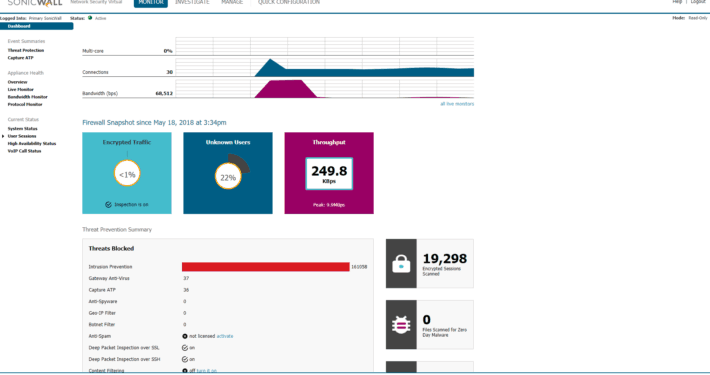 SONICWALL Network Security Virtual MONITOR INVESTIGATE MANAGE QUICK CONFIGURATION Help | Logout
Logged Into: Primary SonicWall Status: Active Mode: Read-Only
Dashboard
Event Summaries
Threat Protection
Capture ATP
Appliance Health
Overview
Live Monitor
Bandwidth Monitor
Protocol Monitor
Current Status
System Status
User Sessions
High Availability Status
VoIP Call Status
Multi-core 0%
Connections 30
Bandwidth (bps) 68,512
all live monitors
Firewall Snapshot since May 18, 2018 at 3:34pm
Encrypted Traffic
<1%
Inspection is on
Unknown Users
22%
Throughput
249.8
KBps
Peak: 9.9Mbps
Threat Prevention Summary
Threats Blocked
Intrusion Prevention 161058
Gateway Anti-Virus 37
Capture ATP 36
Anti-Spyware 0
Geo IP Filter 0
Botnet Filter 0
Anti-Spam not licensed activate
Deep Packet Inspection over SSL on
Deep Packet Inspection over SSH on
Content Filtering off turn it on
19,298
Encrypted Sessions
Scanned
0
Files Scanned for Zero
Day Malware